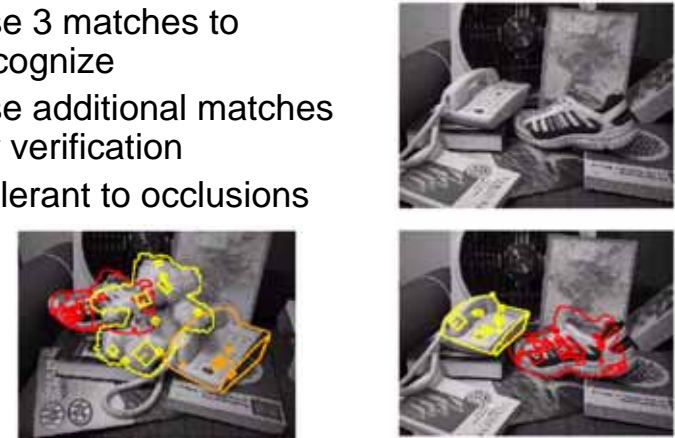 se 3 matches to
cognize
se additional matches
verification
lerant to occlusions